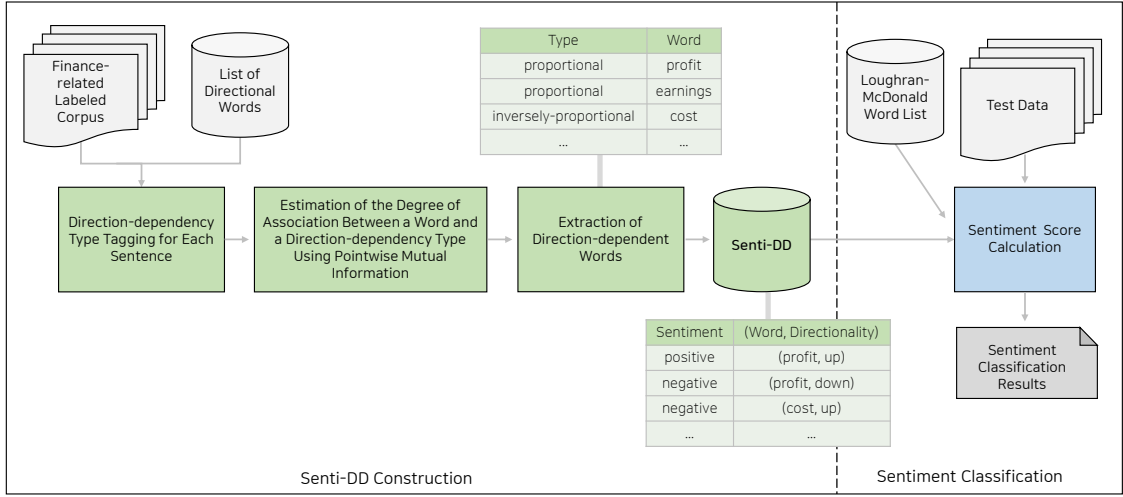 Finance-
related
Labeled
Corpus
List of
Directional
Words
Type Word
proportional profit
proportional earnings
inversely-proportional cost
... ...
Loughran-
McDonald
Word List
Test Data
Direction-dependency
Type Tagging for Each
Sentence
Estimation of the Degree of
Association Between a Word and
a Direction-dependency Type
Using Pointwise Mutual
Information
Extraction of
Direction-dependent
Words
Senti-DD
Sentiment Score
Calculation
Sentiment (Word, Directionality)
positive (profit, up)
negative (profit, down)
negative (cost, up)
... ...
Sentiment
Classification
Results
Senti-DD Construction
Sentiment Classification